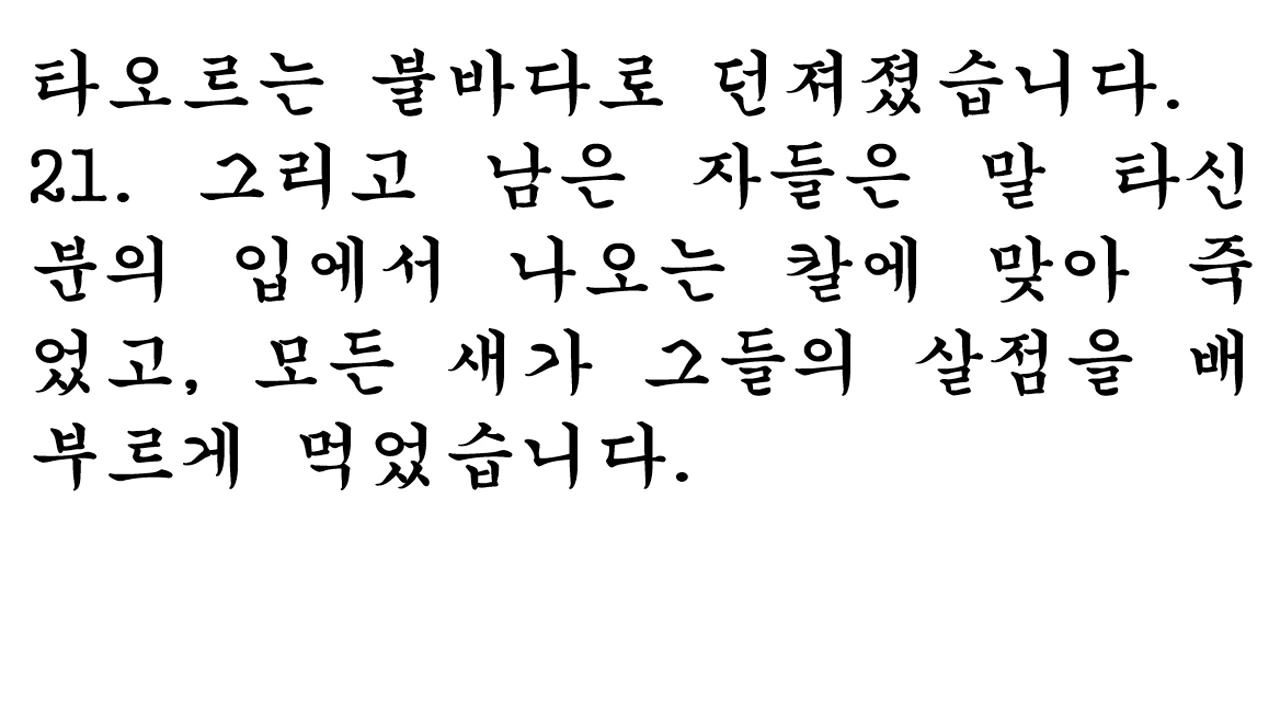 타오르는 불바다로 던져졌습니다.
21. 그리고 남은 자들은 말 타신
분의 입에서 나오는 칼에 맞아 죽
었고, 모든 새가 그들의 살점을 배
부르게 먹었습니다.